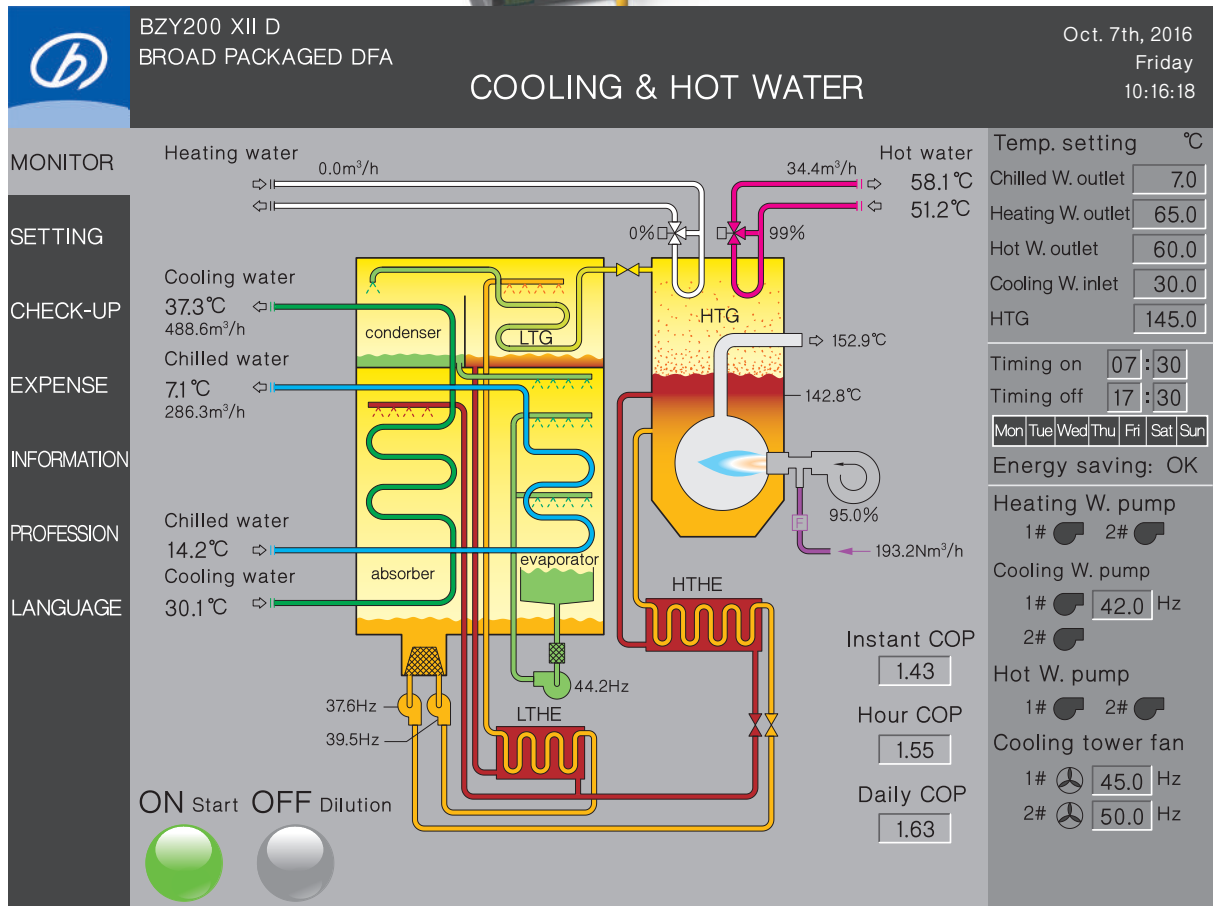 BZY200 XII D
BROAD PACKAGED DFA
COOLING & HOT WATER
Oct. 7th, 2016
Friday
10:16:18
b
MONITOR
SETTING
CHECK-UP
EXPENSE
INFORMATION
PROFESSION
LANGUAGE
Heating water
0.0m³/h
Hot water
34.4m³/h
58.1℃
51.2℃
0%
99%
Cooling water
37.3℃
488.6m³/h
Chilled water
7.1℃
286.3m³/h
Chilled water
14.2℃
Cooling water
30.1℃
condenser
LTG
HTG
152.9℃
142.8℃
95.0%
F
193.2Nm³/h
absorber
evaporator
HTHE
44.2Hz
37.6Hz
39.5Hz
LTHE
Instant COP
1.43
Hour COP
1.55
Daily COP
1.63
ON Start OFF Dilution
Temp. setting ℃
Chilled W. outlet 7.0
Heating W. outlet 65.0
Hot W. outlet 60.0
Cooling W. inlet 30.0
HTG 145.0
Timing on 07:30
Timing off 17:30
Mon Tue Wed Thu Fri Sat Sun
Energy saving: OK
Heating W. pump
1# 2#
Cooling W. pump
1# 42.0 Hz
2#
Hot W. pump
1# 2#
Cooling tower fan
1# 45.0 Hz
2# 50.0 Hz